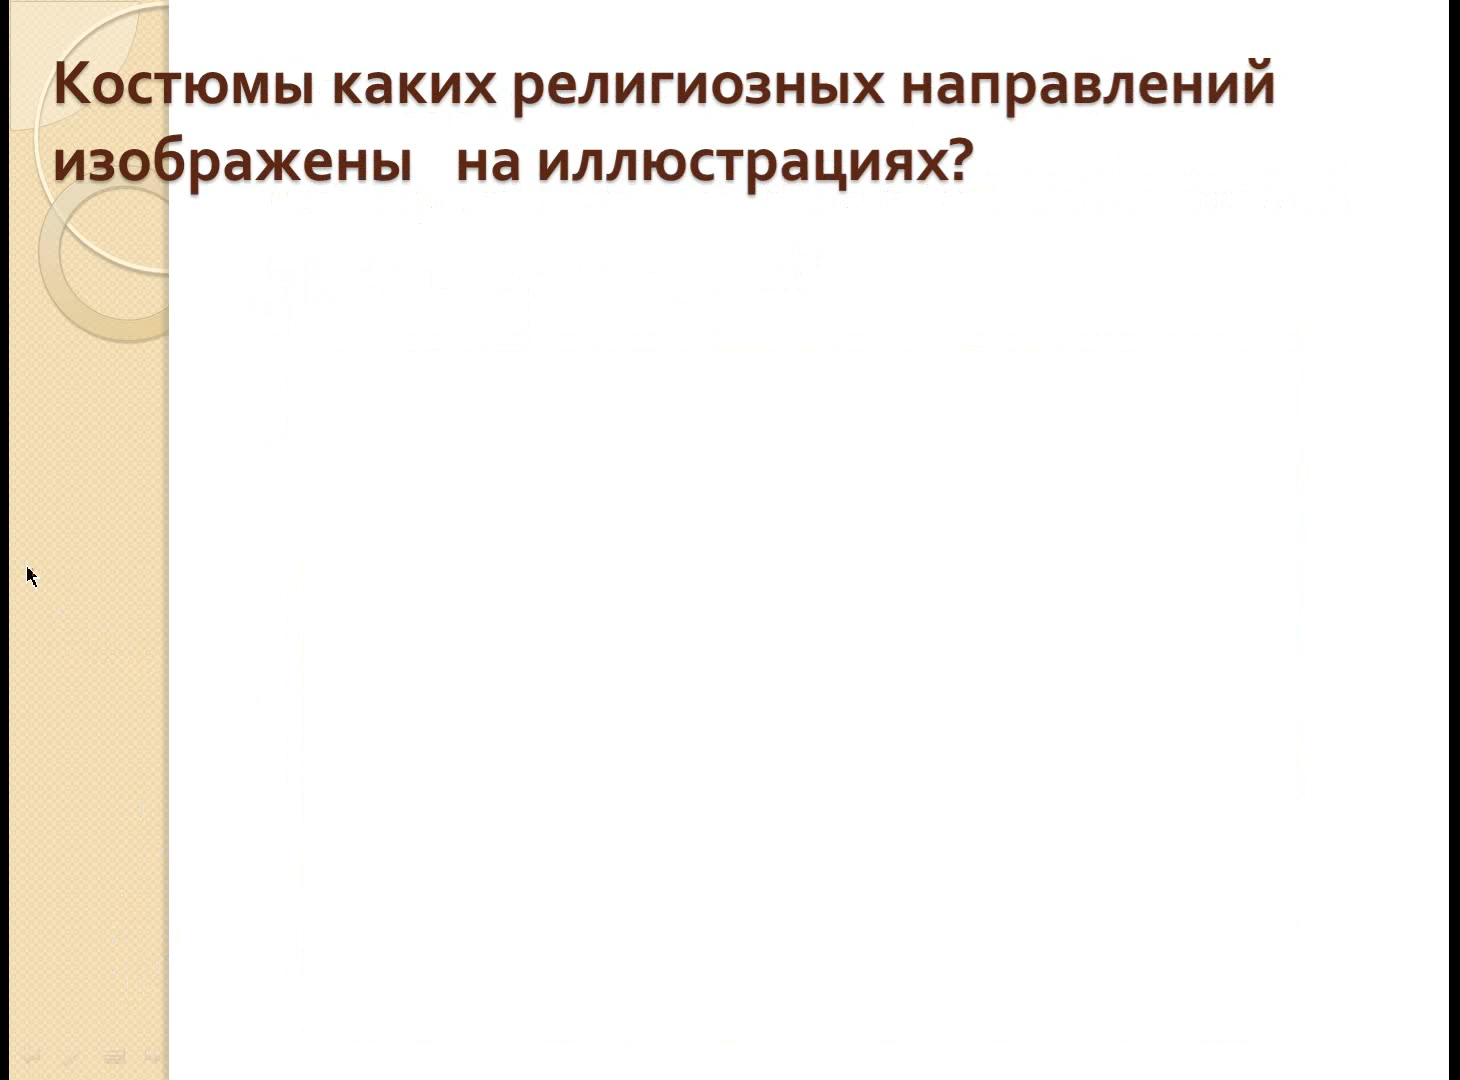 Костюмы каких религиозных направлений
изображены на иллюстрациях?